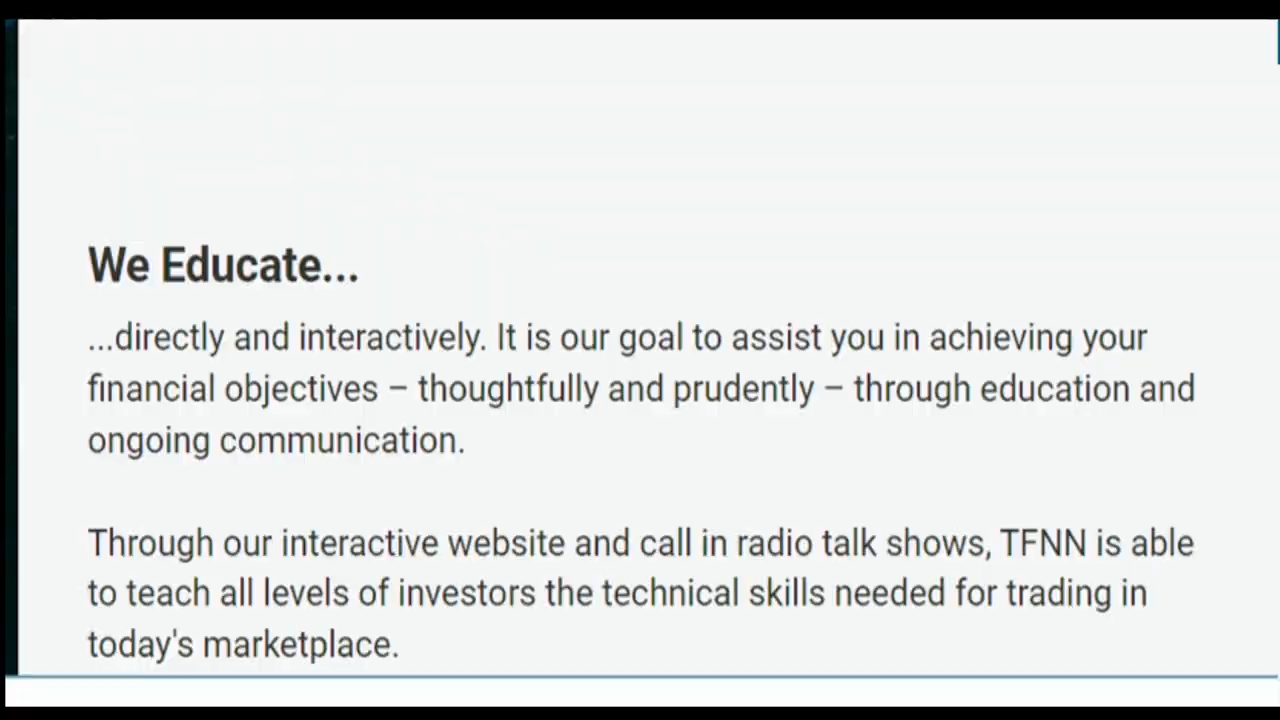 We Educate...
...directly and interactively. It is our goal to assist you in achieving your
financial objectives – thoughtfully and prudently – through education and
ongoing communication.
Through our interactive website and call in radio talk shows, TFNN is able
to teach all levels of investors the technical skills needed for trading in
today's marketplace.